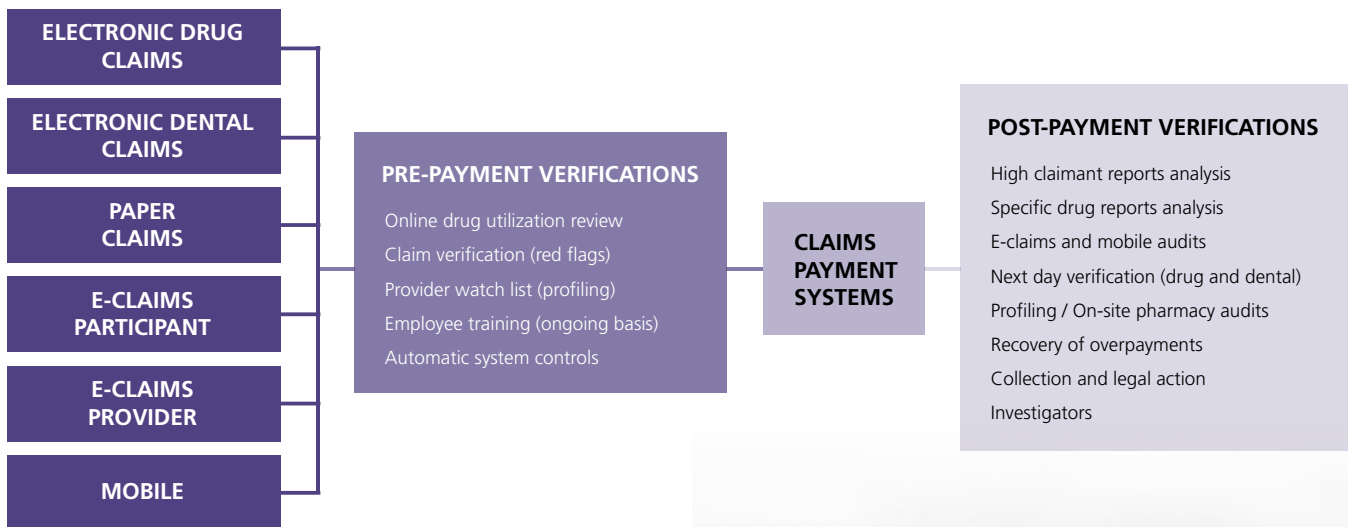 ELECTRONIC DRUG
CLAIMS
ELECTRONIC DENTAL
CLAIMS
PAPER
CLAIMS
E-CLAIMS
PARTICIPANT
E-CLAIMS
PROVIDER
MOBILE
PRE-PAYMENT VERIFICATIONS
Online drug utilization review
Claim verification (red flags)
Provider watch list (profiling)
Employee training (ongoing basis)
Automatic system controls
CLAIMS
PAYMENT
SYSTEMS
POST-PAYMENT VERIFICATIONS
High claimant reports analysis
Specific drug reports analysis
E-claims and mobile audits
Next day verification (drug and dental)
Profiling / On-site pharmacy audits
Recovery of overpayments
Collection and legal action
Investigators